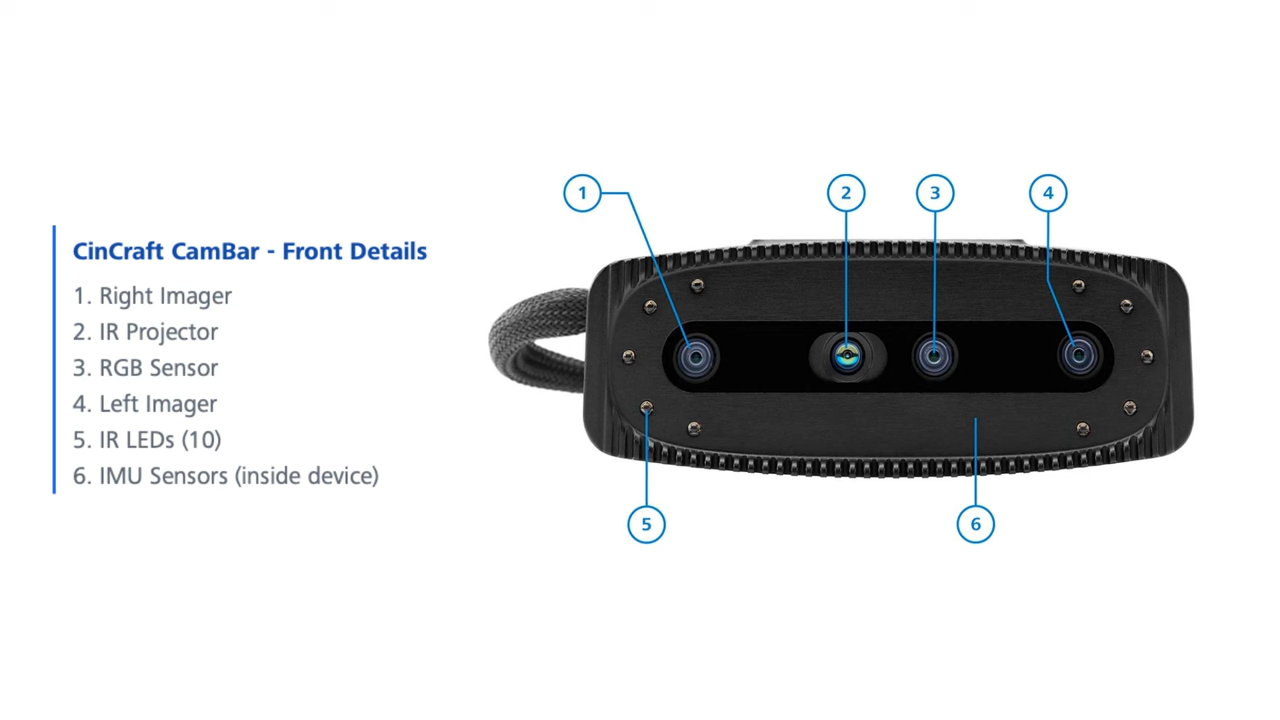 CinCraft CamBar - Front Details
1. Right Imager
2. IR Projector
3. RGB Sensor
4. Left Imager
5. IR LEDs (10)
6. IMU Sensors (inside device)
1
2
3
4
5
6